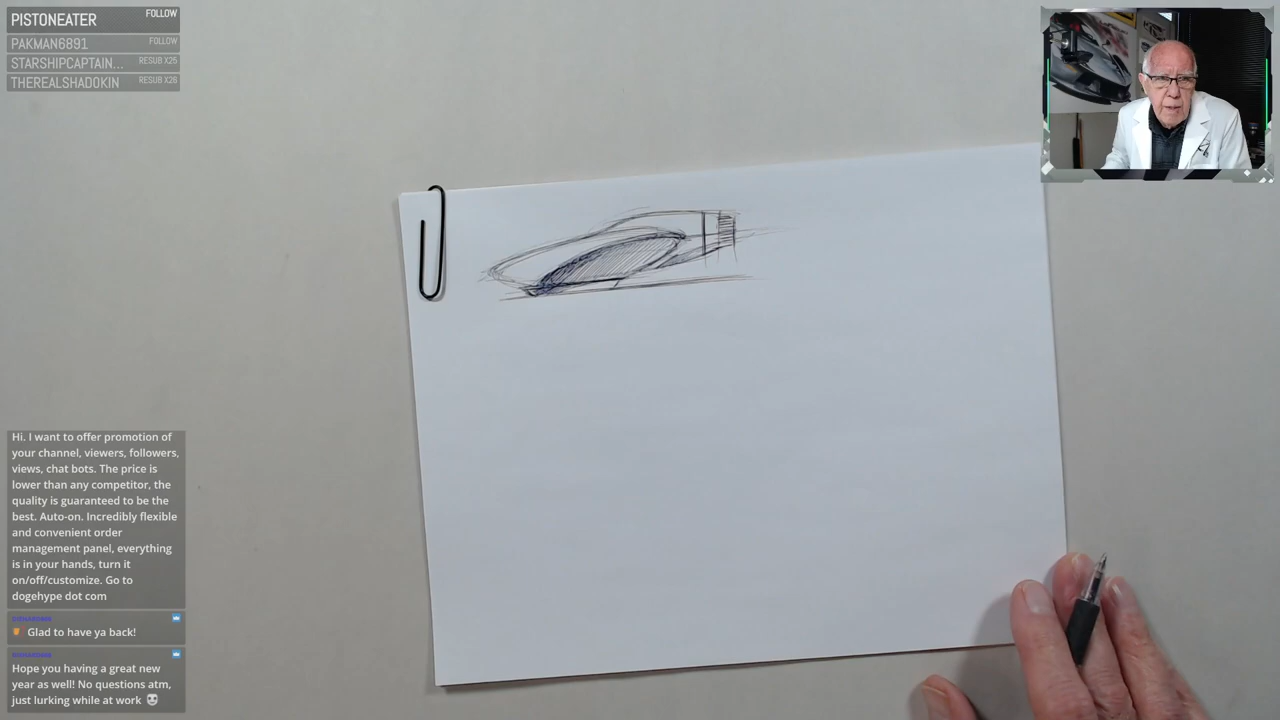 PISTONEATER FOLLOW
PAKMAN6891 FOLLOW
STARSHIPCAPTAIN... RESUB X25
THEREALSHADOKIN RESUB X26
Hi. I want to offer promotion of
your channel, viewers, followers,
views, chat bots. The price is
lower than any competitor, the
quality is guaranteed to be the
best. Auto-on. Incredibly flexible
and convenient order
management panel, everything
is in your hands, turn it
on/off/customize. Go to
dogehype dot com
Glad to have ya back!
Hope you having a great new
year as well! No questions atm,
just lurking while at work